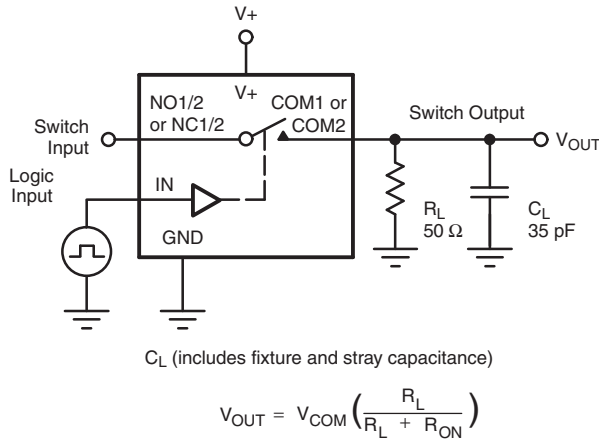 V+
V+
NO1/2
or NC1/2
COM1 or
COM2
Switch Output
Switch
Input
V_OUT
Logic
Input
IN
GND
R_L
50 Ω
C_L
35 pF
C_L (includes fixture and stray capacitance)
V_OUT = V_COM ( R_L / R_L + R_ON )